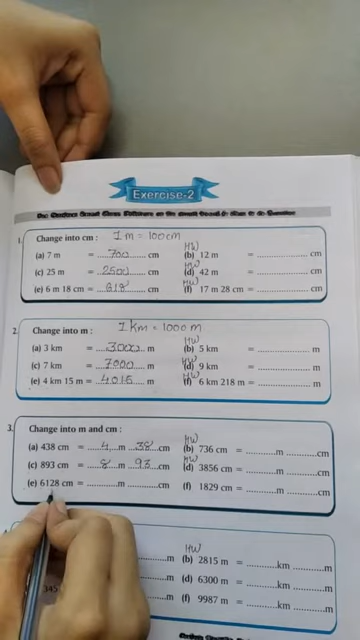 Exercise-2
1. Change into cm : 1 m = 100 cm
(a) 7 m = 700 cm HW (b) 12 m = ............ cm
(c) 25 m = 2500 cm HW (d) 42 m = ............ cm
(e) 6 m 18 cm = 618 cm HW (f) 17 m 28 cm = ............ cm
2. Change into m : 1 km = 1000 m
(a) 3 km = 3000 m HW (b) 5 km = ............ m
(c) 7 km = 7000 m HW (d) 9 km = ............ m
(e) 4 km 15 m = 4015 m HW (f) 6 km 218 m = ............ m
3. Change into m and cm :
(a) 438 cm = 4 m 38 cm HW (b) 736 cm = ............ m ............ cm
(c) 893 cm = 8 m 93 cm HW (d) 3856 cm = ............ m ............ cm
(e) 6128 cm = ............ m ............ cm (f) 1829 cm = ............ m ............ cm
HW
............ m (b) 2815 m = ............ km ............ m
............ m (d) 6300 m = ............ km ............ m
345 ............ m (f) 9987 m = ............ km ............ m